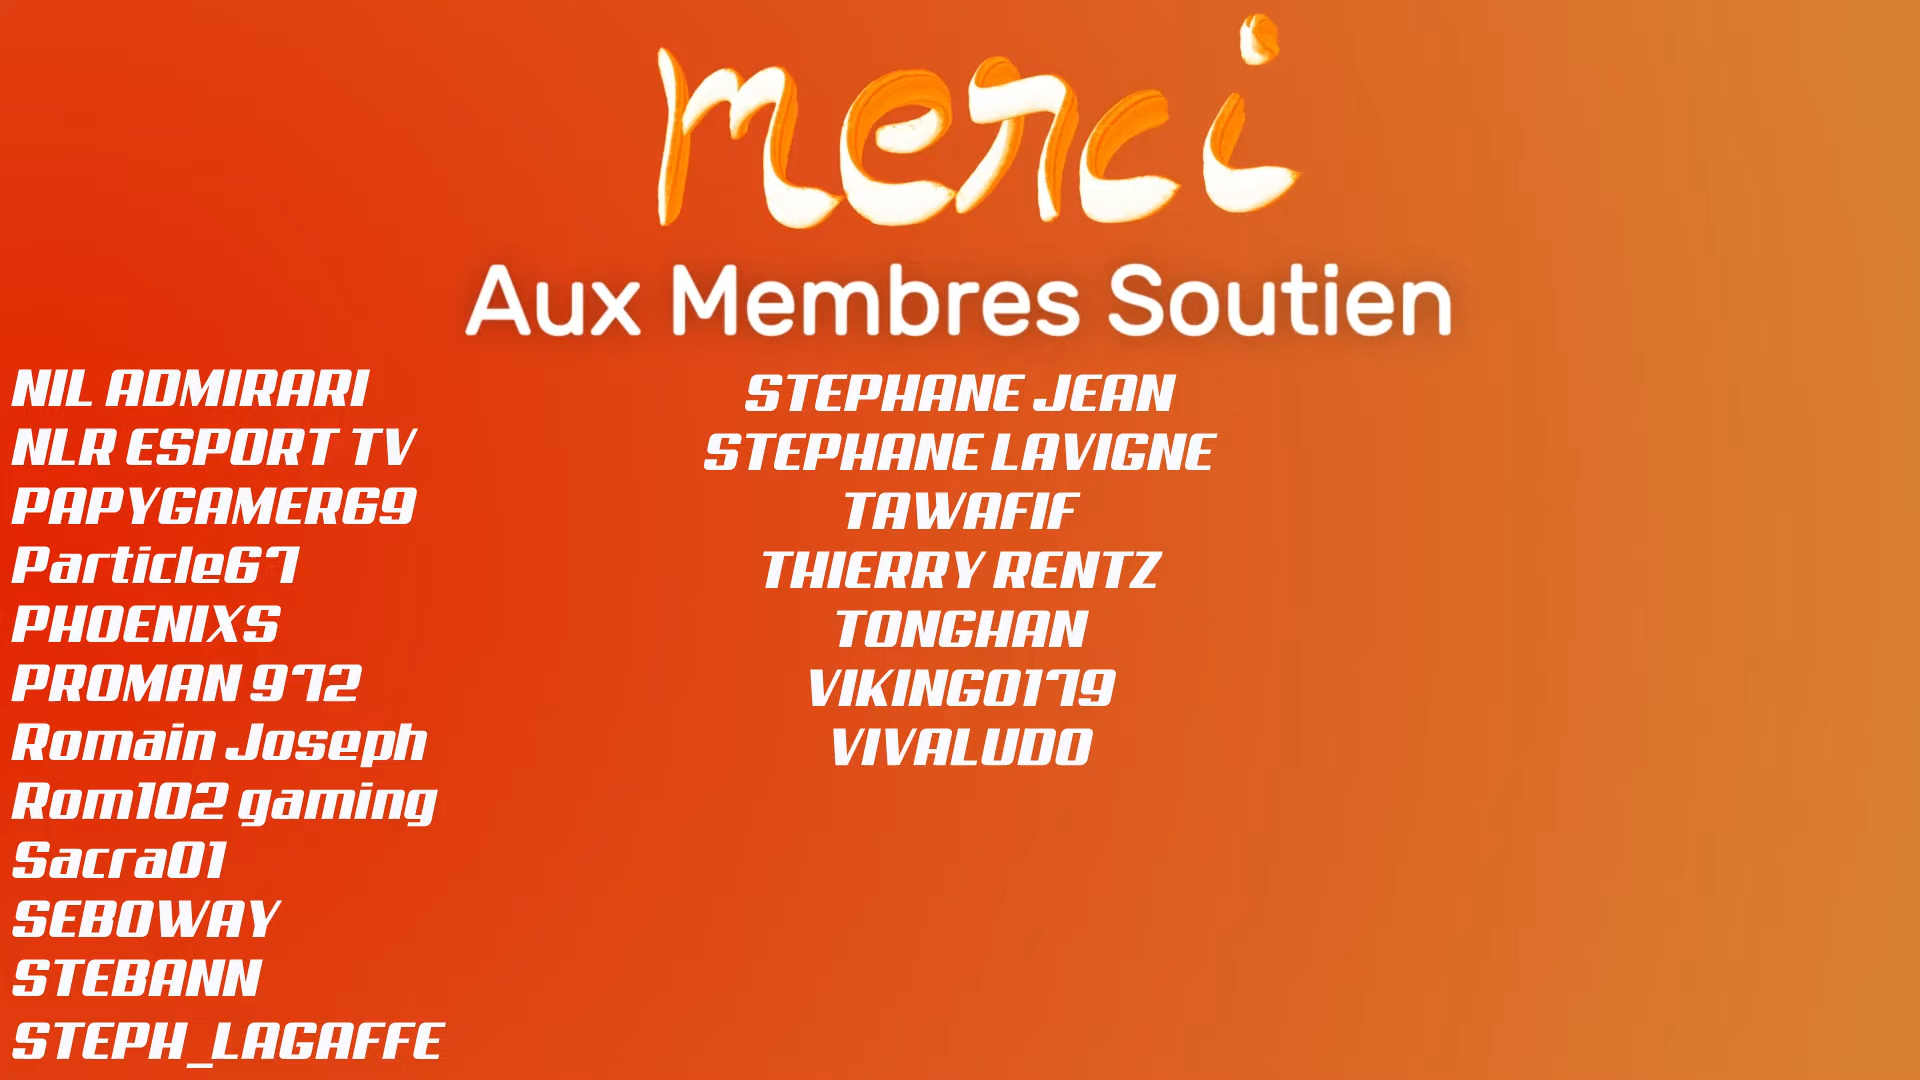 merci
Aux Membres Soutien
NIL ADMIRARI
NLR ESPORT TV
PAPYGAMER69
Particle67
PHOENIXS
PROMAN 972
Romain Joseph
Rom102 gaming
Sacra01
SEBOWAY
STEBANN
STEPH_LAGAFFE
STEPHANE JEAN
STEPHANE LAVIGNE
TAWAFIF
THIERRY RENTZ
TONGHAN
VIKING0179
VIVALUDO